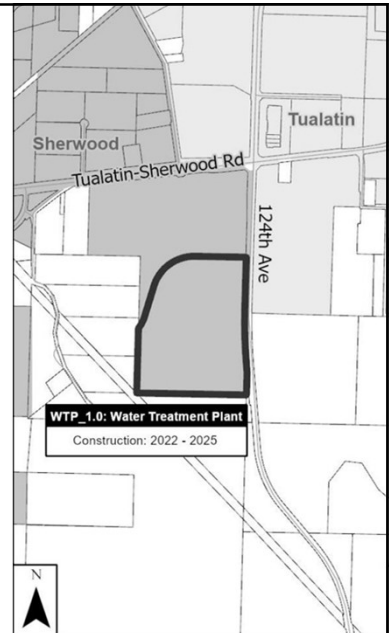 Sherwood
Tualatin
Tualatin-Sherwood Rd
124th Ave
WTP_1.0: Water Treatment Plant
Construction: 2022 - 2025
N